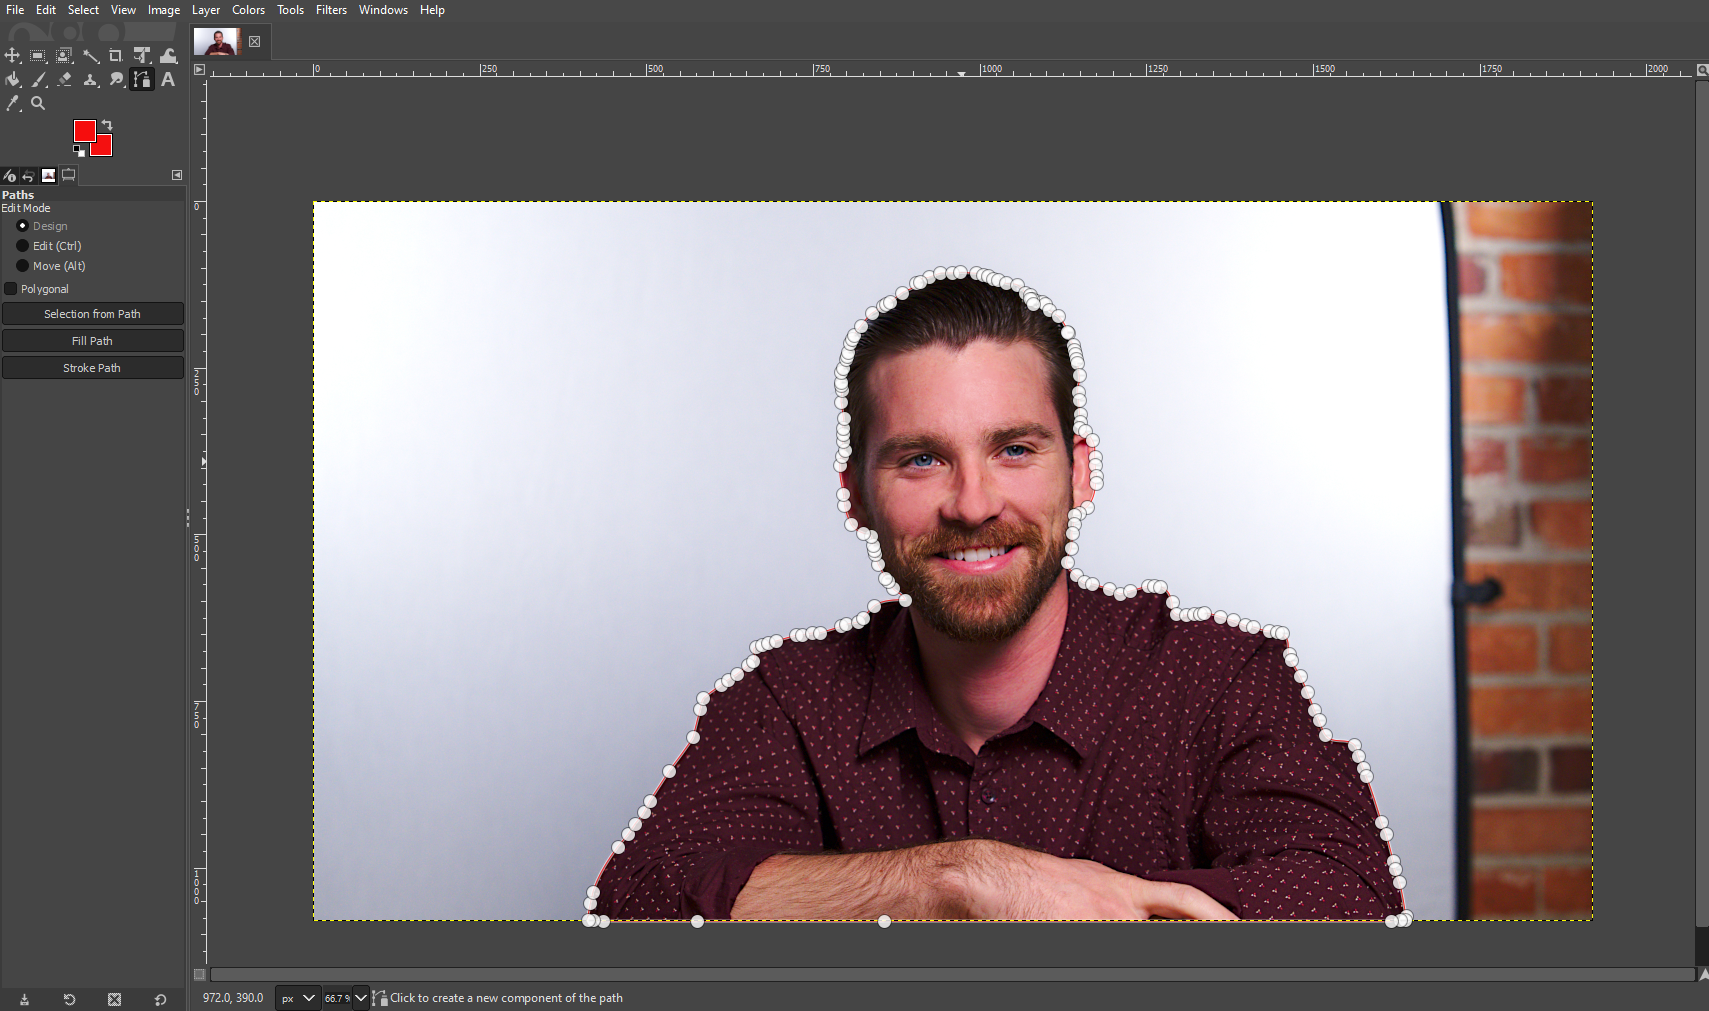 File Edit Select View Image Layer Colors Tools Filters Windows Help
0 250 500 750 1000 1250 1500 1750 2000
Paths
Edit Mode
Design
Edit (Ctrl)
Move (Alt)
Polygonal
Selection from Path
Fill Path
Stroke Path
0
250
500
750
1000
972.0, 390.0 px 66.7 % Click to create a new component of the path